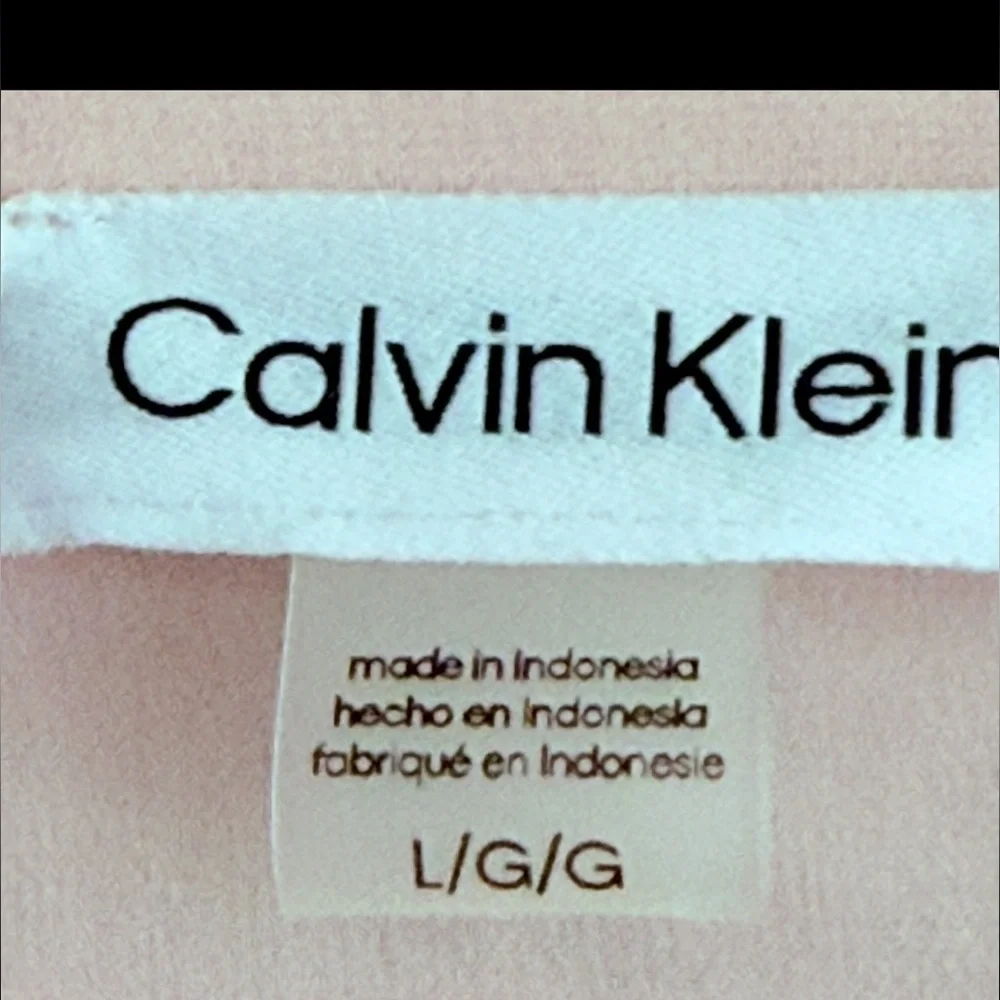 Calvin Klein
made in Indonesia
hecho en Indonesia
fabriqué en Indonesie
L/G/G